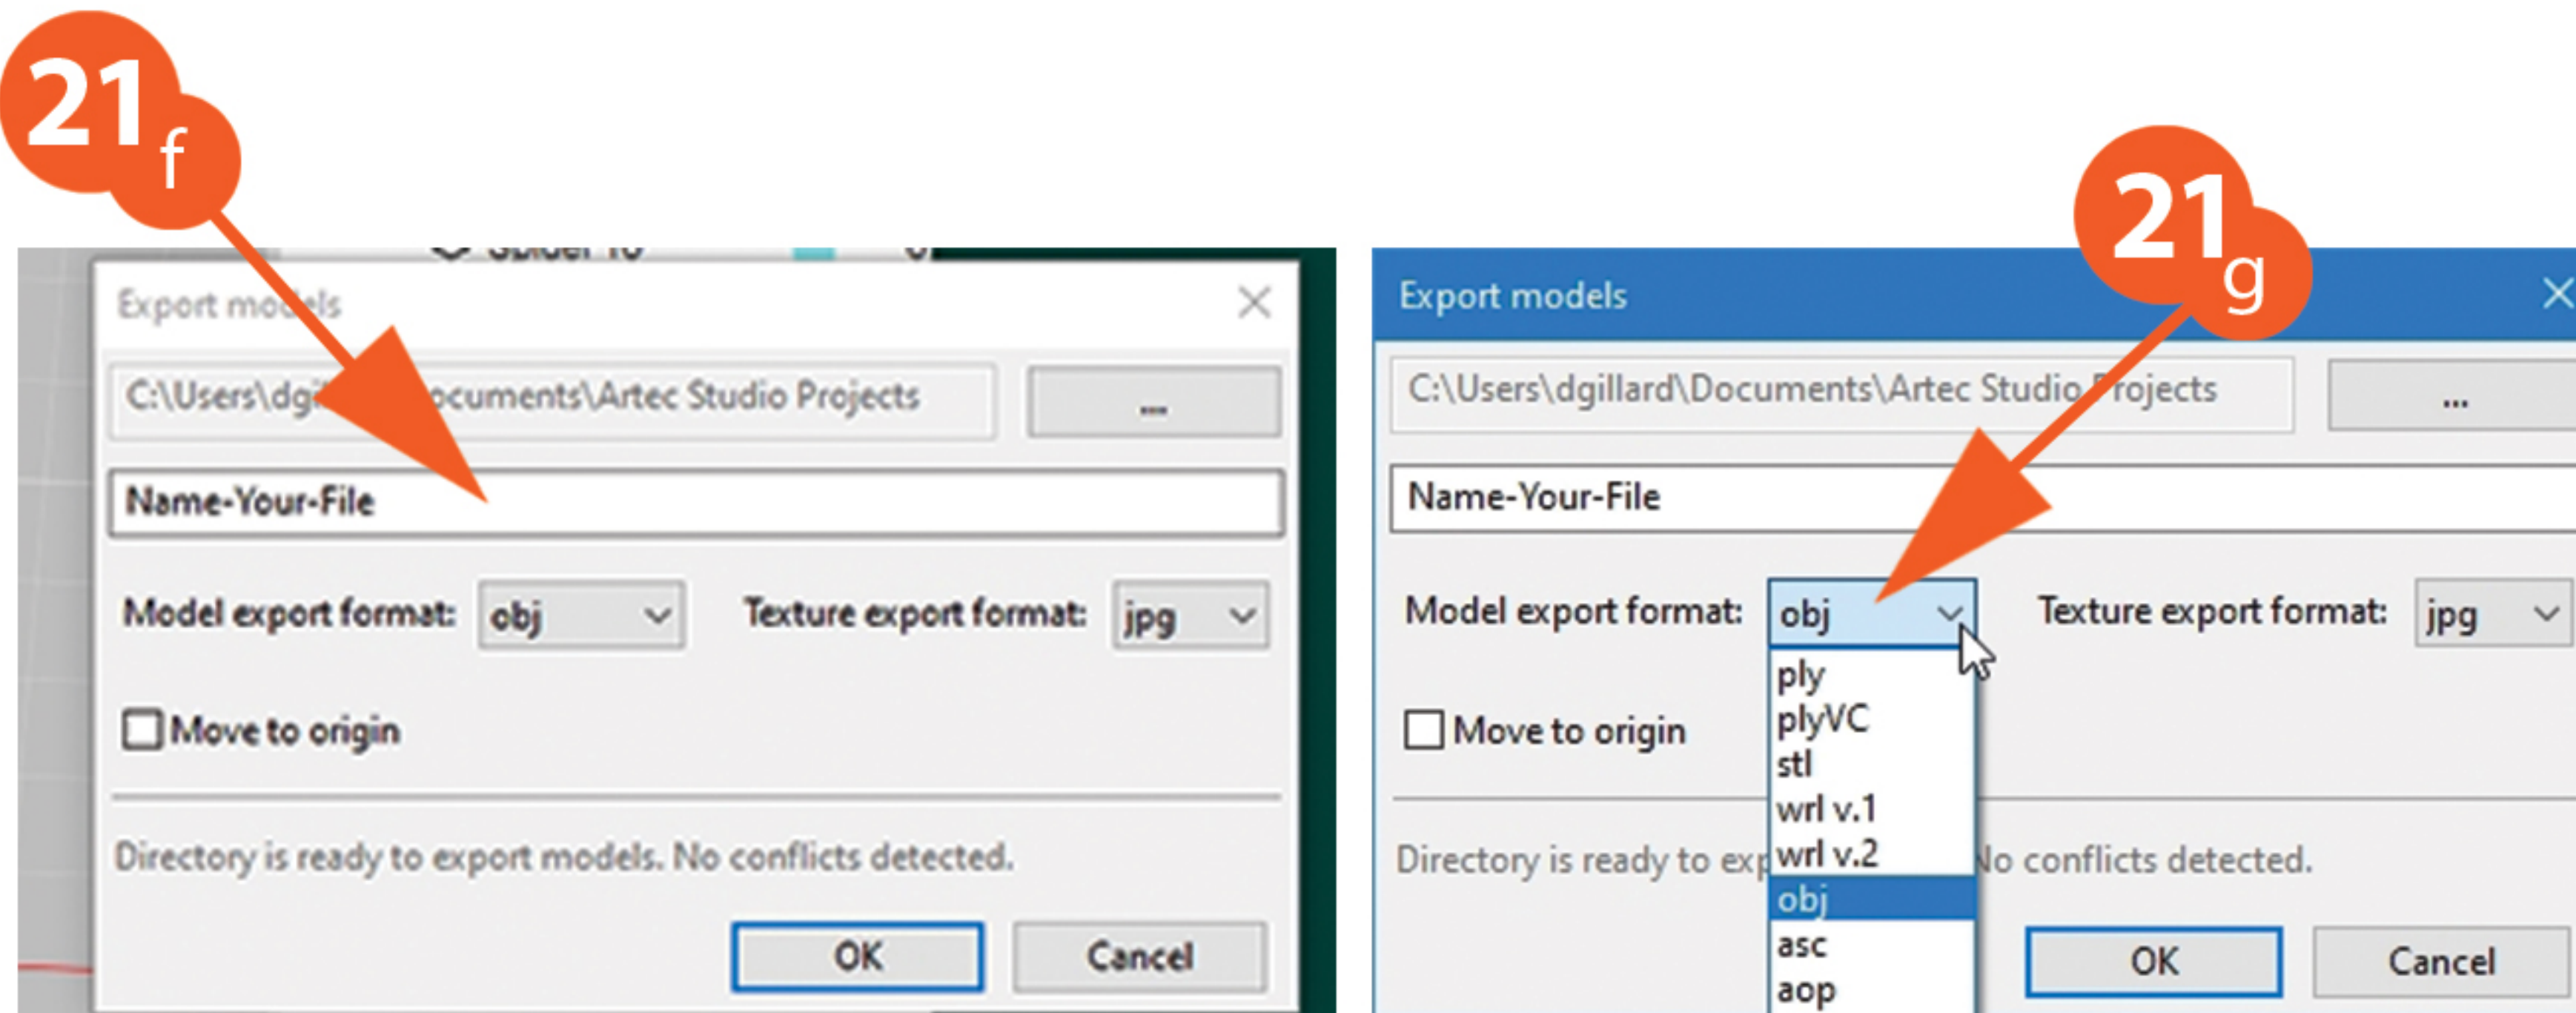 21
f
Export models
C:\Users\dgi ocuments\Artec Studio Projects
...
Name-Your-File
Model export format: obj Texture export format: jpg
Move to origin
Directory is ready to export models. No conflicts detected.
OK Cancel
21
g
Export models
C:\Users\dgillard\Documents\Artec Studio Projects
...
Name-Your-File
Model export format: obj Texture export format: jpg
ply
plyVC
Move to origin
stl
wrl v.1
wrl v.2
Directory is ready to exp No conflicts detected.
obj
asc
OK Cancel
aop